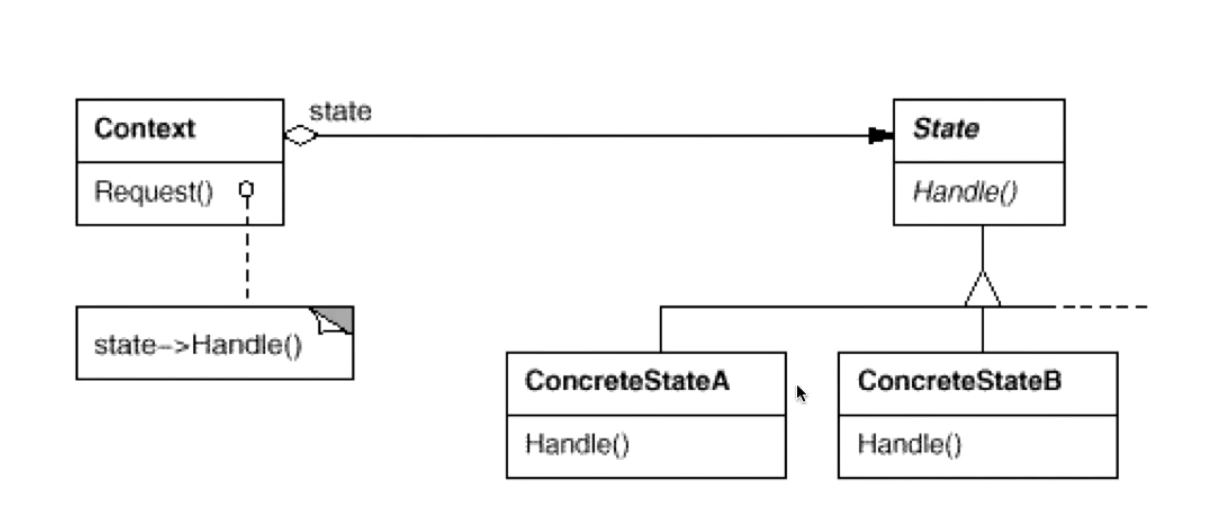 state
Context
State
Request()
Handle()
state–>Handle()
ConcreteStateA
ConcreteStateB
Handle()
Handle()